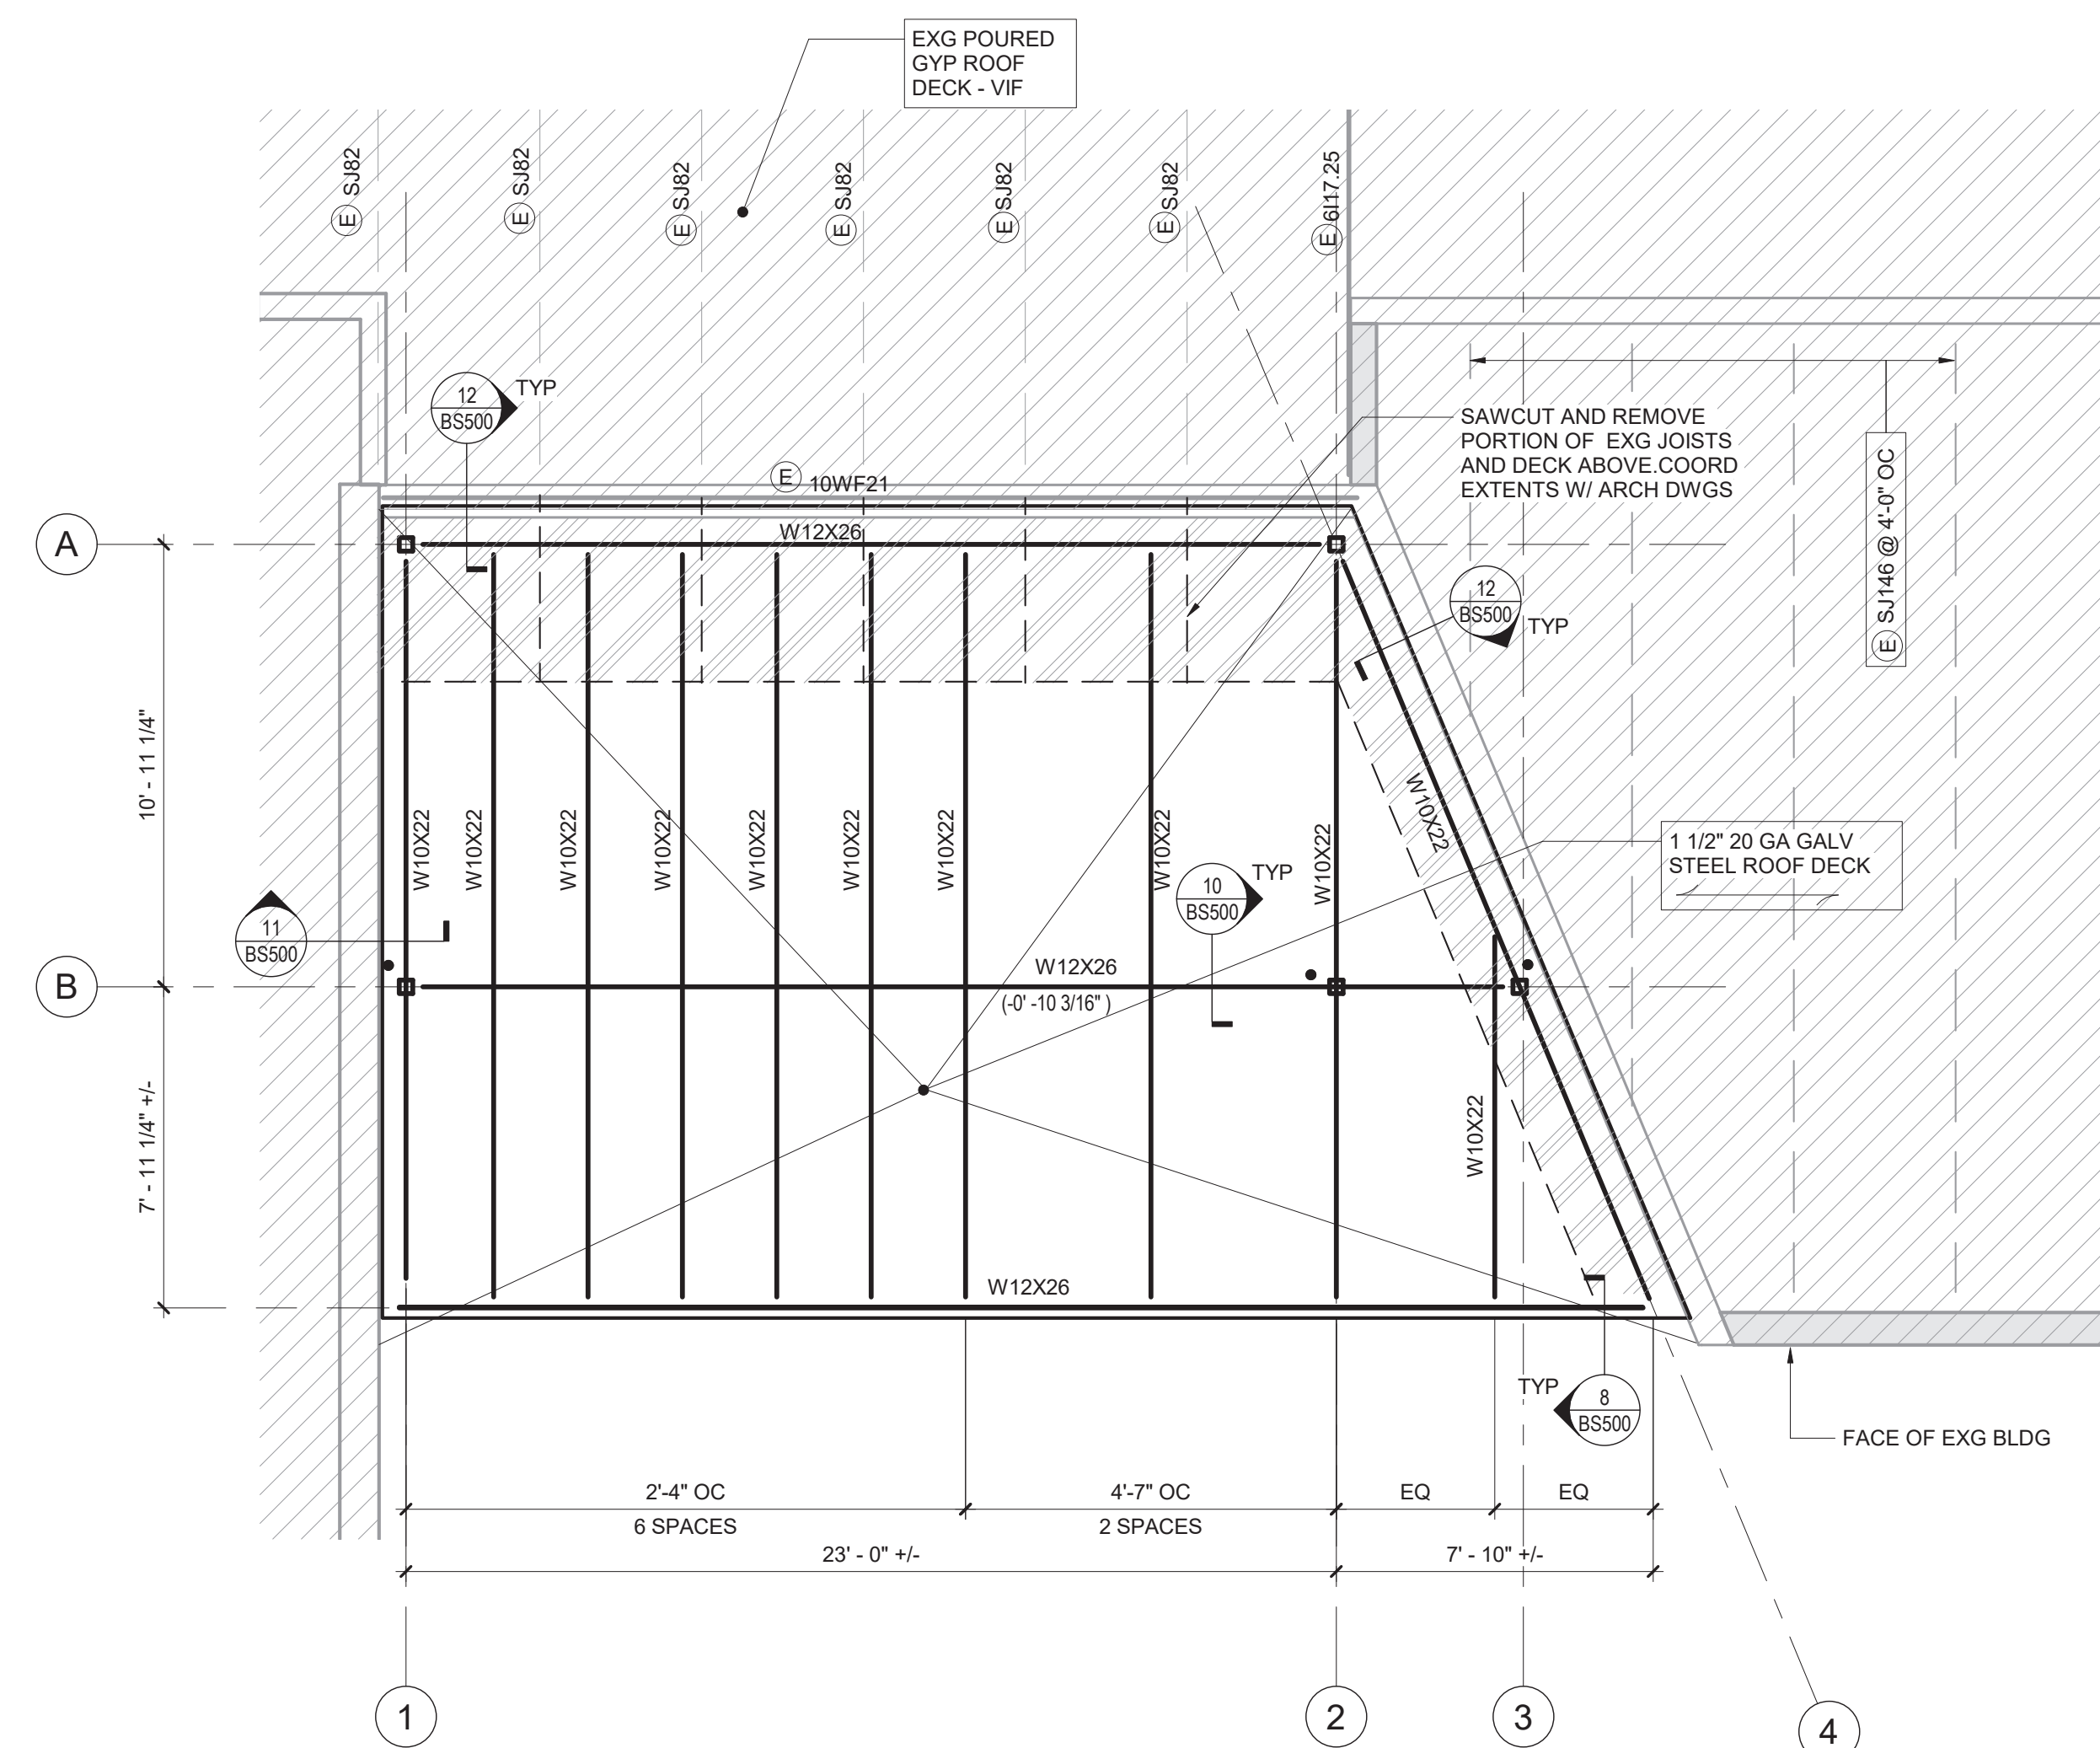 EXG POURED
GYP ROOF
DECK - VIF
E SJ82
E SJ82
E SJ82
E SJ82
E SJ82
E SJ82
E 6I17.25
12
BS500
TYP
SAWCUT AND REMOVE
PORTION OF EXG JOISTS
AND DECK ABOVE.COORD
EXTENTS W/ ARCH DWGS
E SJ146 @ 4'-0" OC
E 10WF21
W12X26
A
12
BS500
TYP
10' - 11 1/4"
W10X22
W10X22
W10X22
W10X22
W10X22
W10X22
W10X22
W10X22
W10X22
W10X22
1 1/2" 20 GA GALV
STEEL ROOF DECK
10
BS500
TYP
11
BS500
B
W12X26
(-0' -10 3/16" )
7' - 11 1/4" +/-
W10X22
W12X26
8
BS500
TYP
FACE OF EXG BLDG
2'-4" OC
6 SPACES
4'-7" OC
2 SPACES
EQ
EQ
23' - 0" +/-
7' - 10" +/-
1
2
3
4